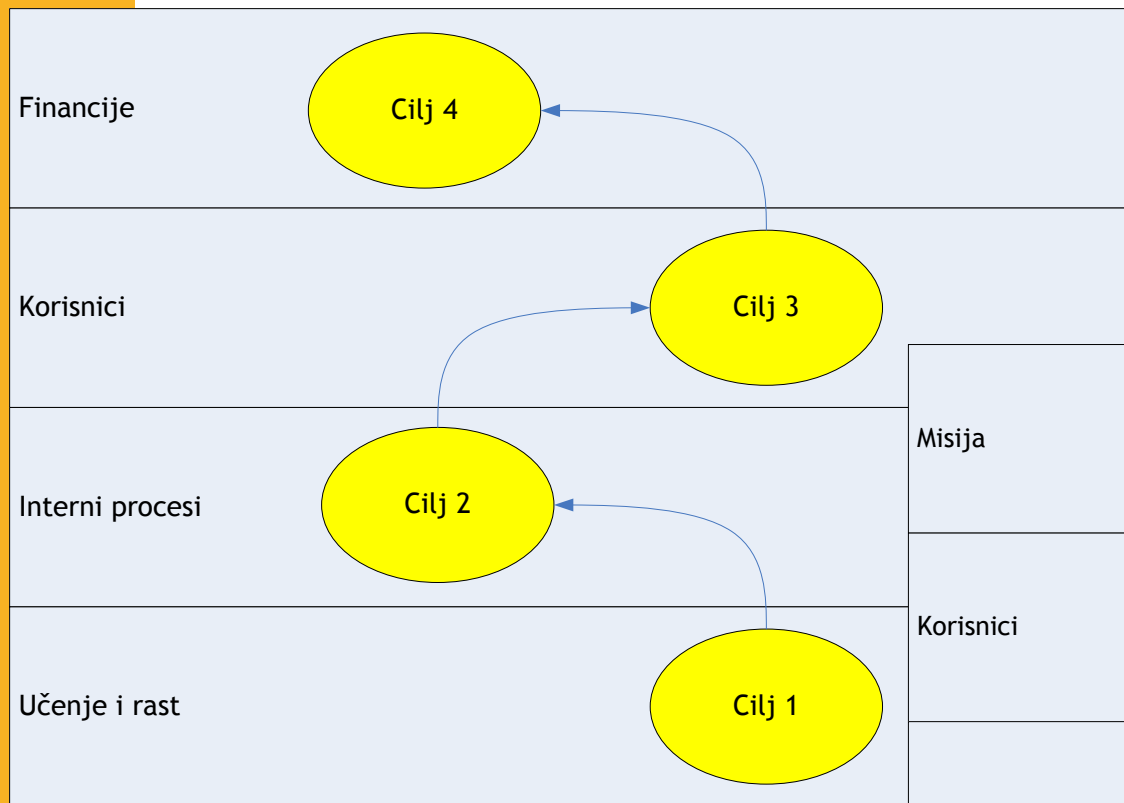 Financije
Cilj 4
Korisnici
Cilj 3
Interni procesi
Cilj 2
Učenje i rast
Cilj 1
Misija
Korisnici